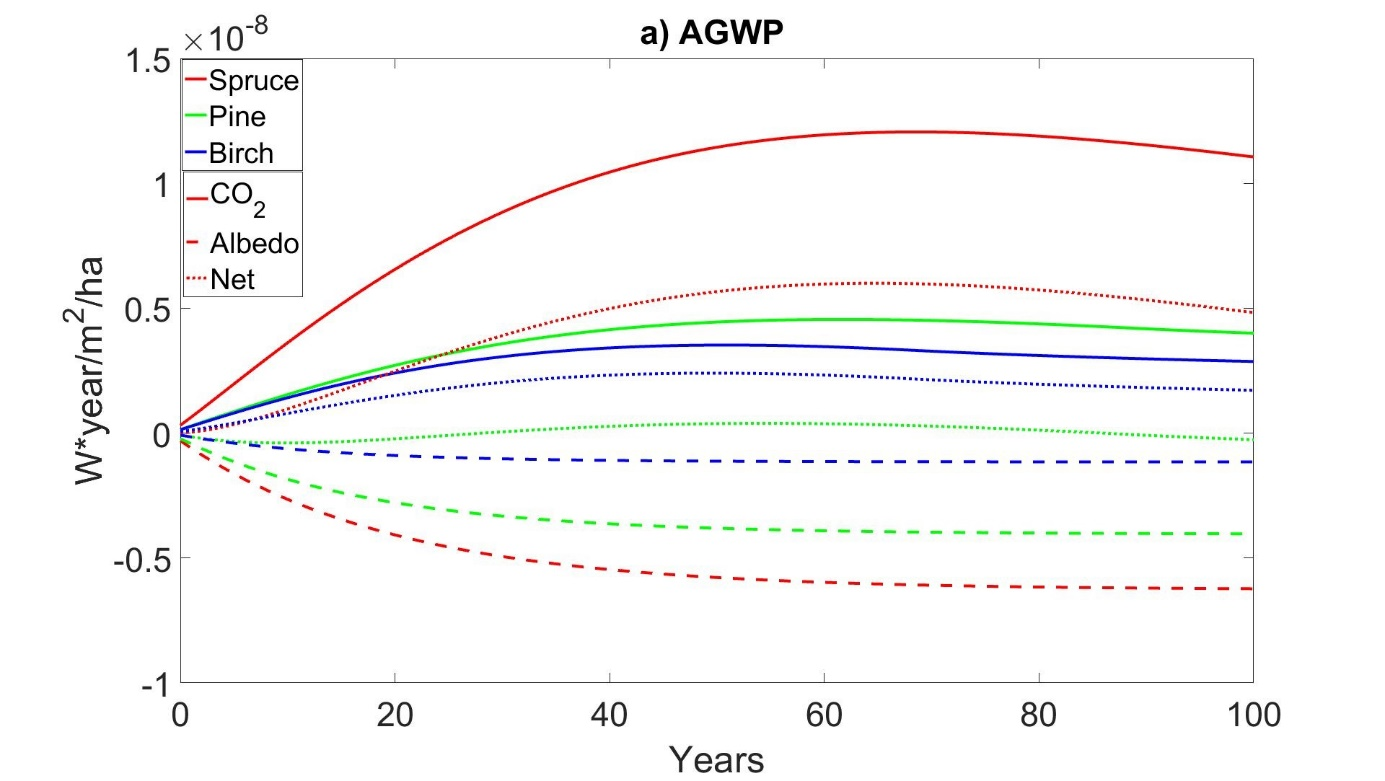 a) AGWP
×10⁻⁸
1.5
1
0.5
0
-0.5
-1
W*year/m²/ha
Spruce
Pine
Birch
CO₂
Albedo
Net
0 20 40 60 80 100
Years